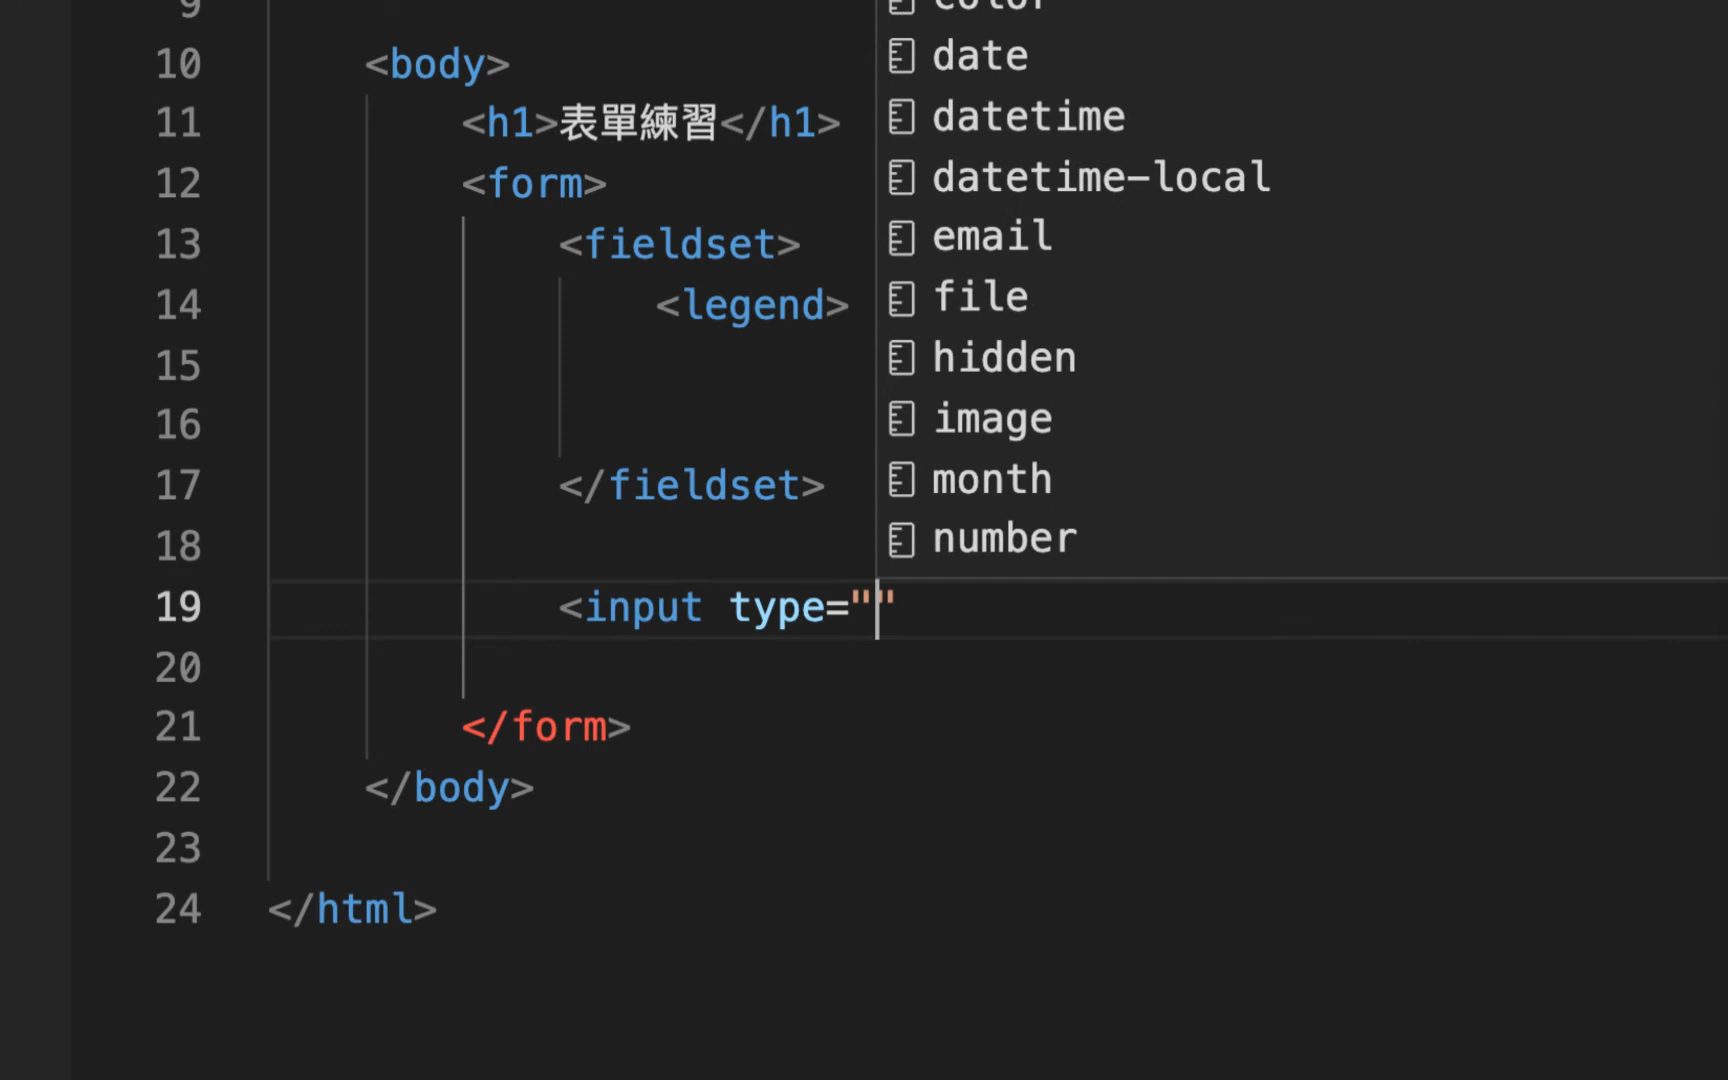 9
color
10 <body>
date
11 <h1>表單練習</h1>
datetime
12 <form>
datetime-local
13 <fieldset>
email
14 <legend>
file
15
hidden
16
image
17 </fieldset>
month
18
number
19 <input type=""
20
21 </form>
22 </body>
23
24 </html>